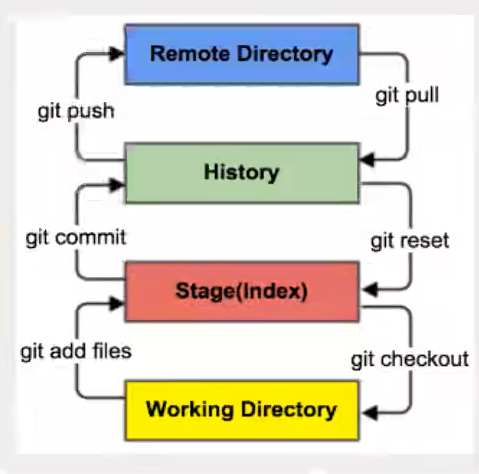 Remote Directory
git push
git pull
History
git commit
git reset
Stage(Index)
git add files
git checkout
Working Directory